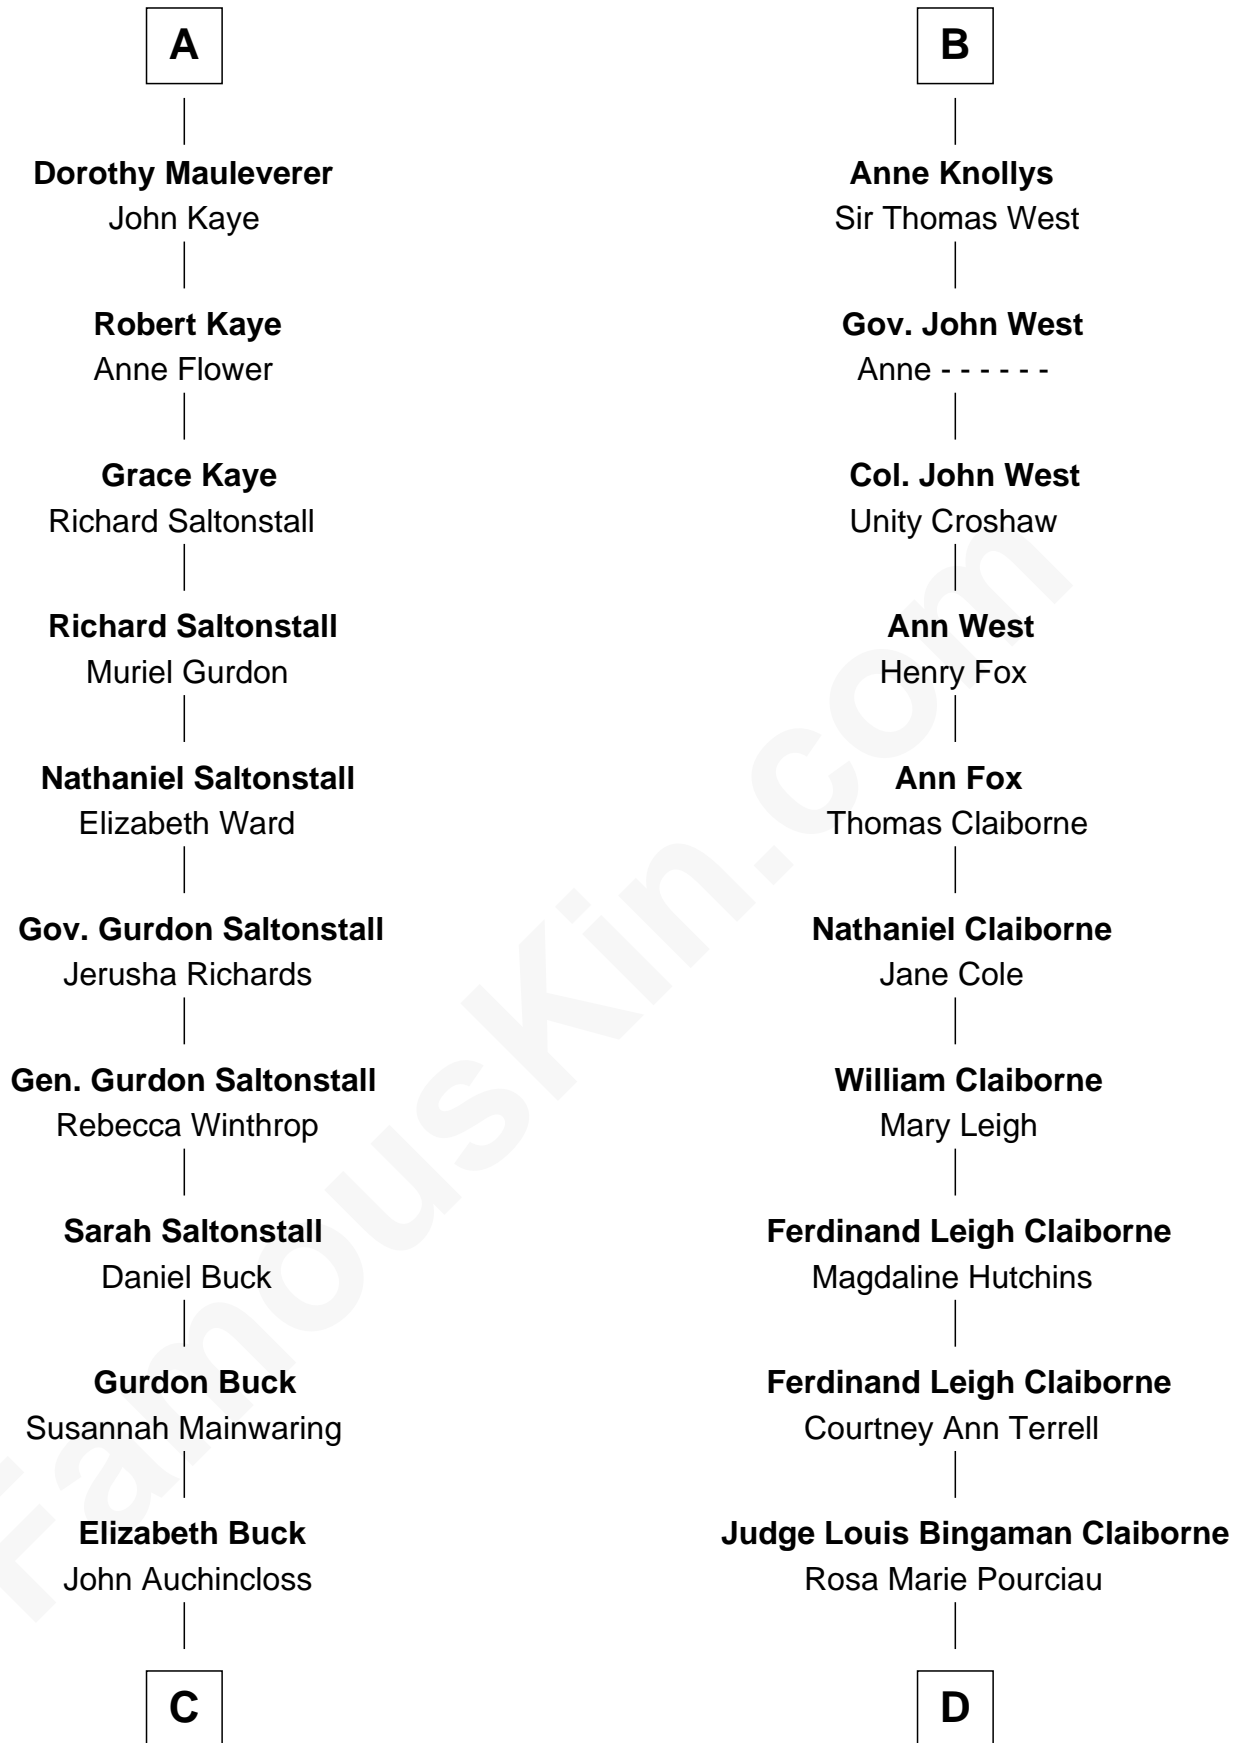 A
Dorothy Mauleverer
John Kaye
Robert Kaye
Anne Flower
Grace Kaye
Richard Saltonstall
Richard Saltonstall
Muriel Gurdon
Nathaniel Saltonstall
Elizabeth Ward
Gov. Gurdon Saltonstall
Jerusha Richards
Gen. Gurdon Saltonstall
Rebecca Winthrop
Sarah Saltonstall
Daniel Buck
Gurdon Buck
Susannah Mainwaring
Elizabeth Buck
John Auchincloss
C
B
Anne Knollys
Sir Thomas West
Gov. John West
Anne - - - - - -
Col. John West
Unity Croshaw
Ann West
Henry Fox
Ann Fox
Thomas Claiborne
Nathaniel Claiborne
Jane Cole
William Claiborne
Mary Leigh
Ferdinand Leigh Claiborne
Magdaline Hutchins
Ferdinand Leigh Claiborne
Courtney Ann Terrell
Judge Louis Bingaman Claiborne
Rosa Marie Pourciau
D
FamousKin.com